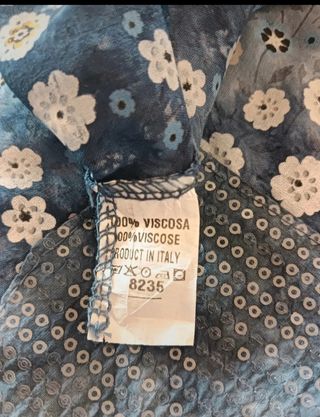 100% VISCOSA
100%VISCOSE
PRODUCT IN ITALY
8235